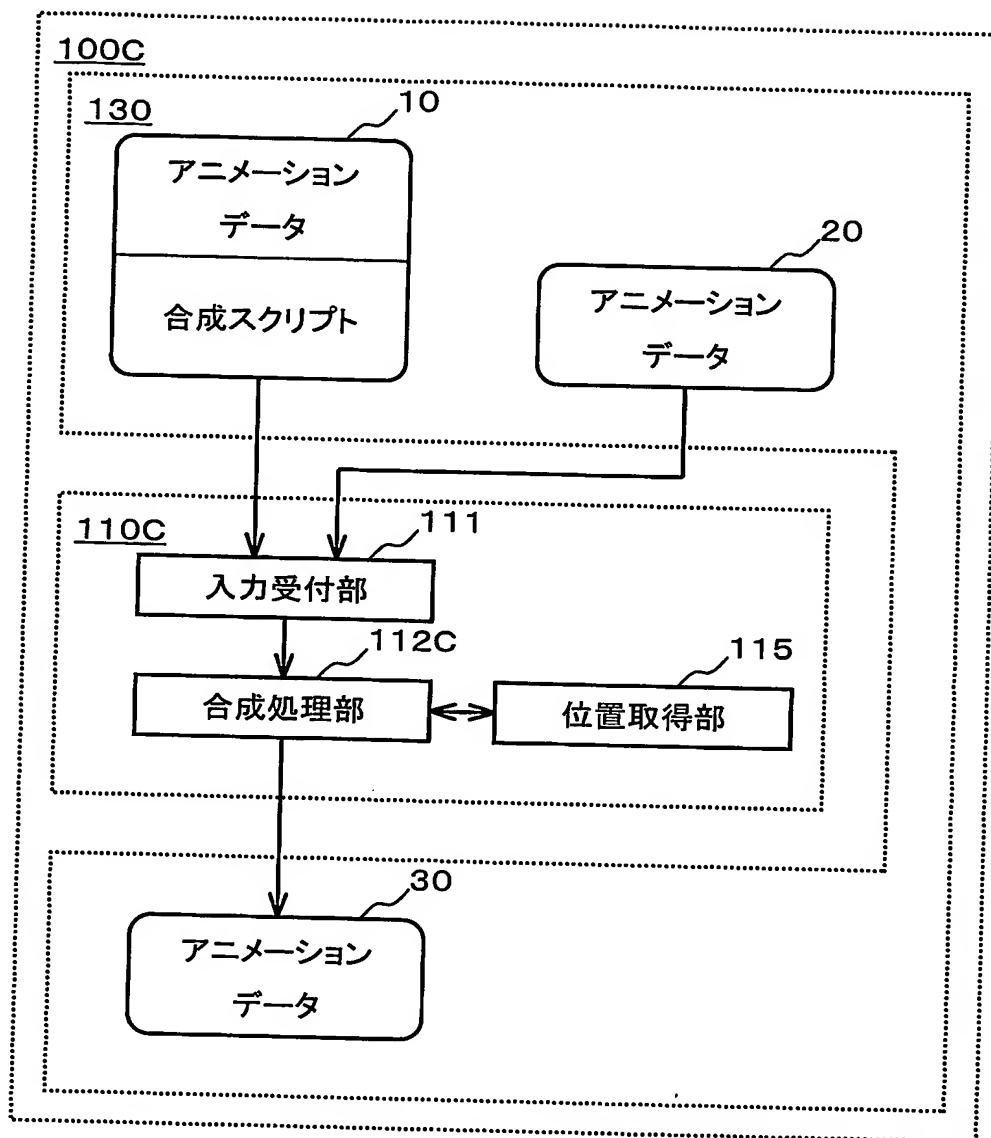 100C
130
10
アニメーション
データ
合成スクリプト
20
アニメーション
データ
110C
111
入力受付部
112C
合成処理部
115
位置取得部
30
アニメーション
データ